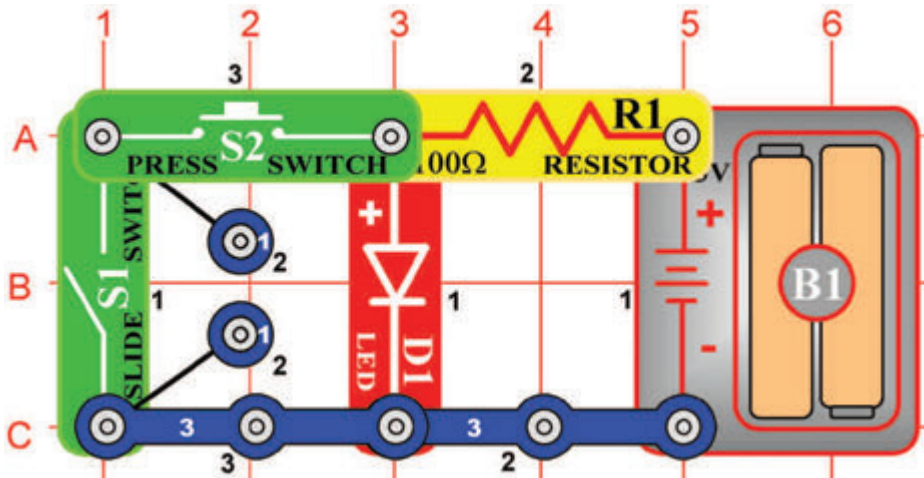 1 2 3 4 5 6
3 2
A
S2 R1
PRESS SWITCH 100Ω RESISTOR
3V
+ +
1
2
B
S1 SLIDE SWITCH
1 1 1
B1
1
2
D1 LED
-
C
3 3
3 2